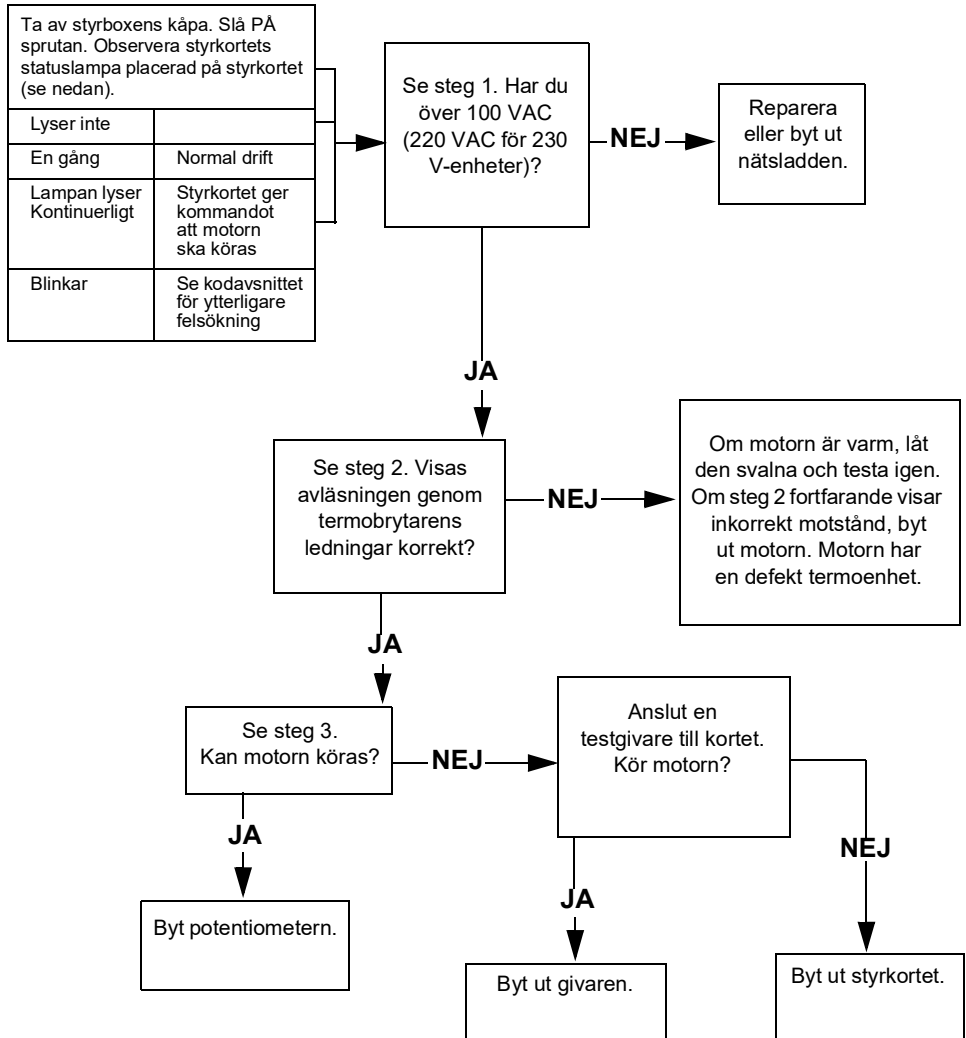 Ta av styrboxens kåpa. Slå PÅ
sprutan. Observera styrkortets
statuslampa placerad på styrkortet
(se nedan).
Lyser inte
En gång
Normal drift
Lampan lyser
Kontinuerligt
Styrkortet ger
kommandot
att motorn
ska köras
Blinkar
Se kodavsnittet
för ytterligare
felsökning
Se steg 1. Har du
över 100 VAC
(220 VAC för 230
V-enheter)?
NEJ
Reparera
eller byt ut
nätsladden.
JA
Se steg 2. Visas
avläsningen genom
termobrytarens
ledningar korrekt?
NEJ
Om motorn är varm, låt
den svalna och testa igen.
Om steg 2 fortfarande visar
inkorrekt motstånd, byt
ut motorn. Motorn har
en defekt termoenhet.
JA
Se steg 3.
Kan motorn köras?
NEJ
Anslut en
testgivare till kortet.
Kör motorn?
JA
NEJ
JA
Byt potentiometern.
Byt ut givaren.
Byt ut styrkortet.